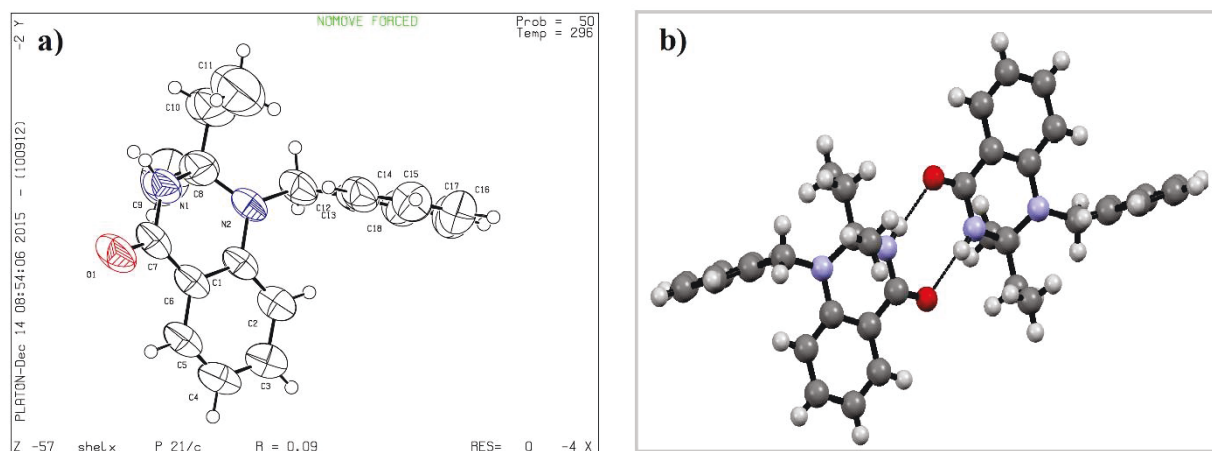 NOMOVE FORCED
Prob = 50
Temp = 296
-2 Y
a)
PLATON-Dec 14 08:54:06 2015 - (100912)
C11
C10
C9
N1
C8
N2
C12
C13
C14
C15
C17
C16
C18
O1
C7
C6
C1
C2
C5
C3
C4
Z -57 shelx P 21/c R = 0.09 RES= 0 -4 X
b)